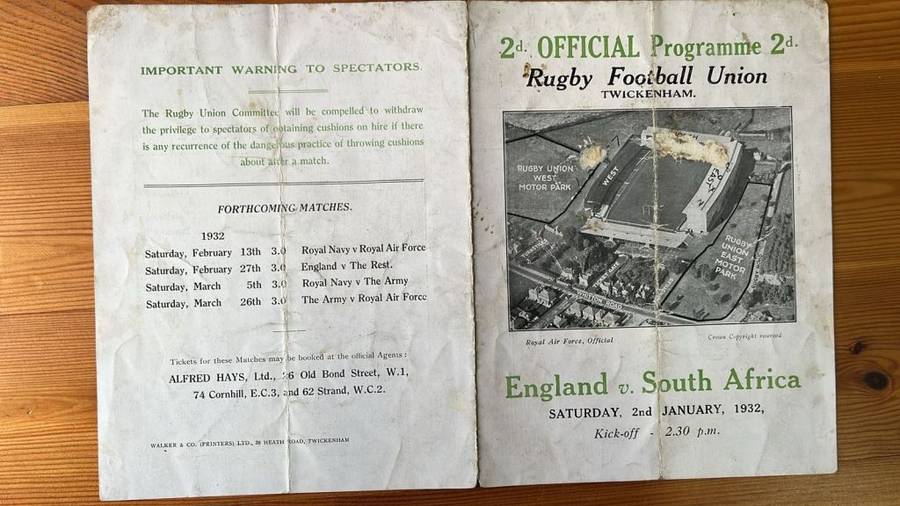 IMPORTANT WARNING TO SPECTATORS.
The Rugby Union Committee will be compelled to withdraw
the privilege to spectators of obtaining cushions on hire if there
is any recurrence of the dangerous practice of throwing cushions
about after a match.
FORTHCOMING MATCHES.
1932
Saturday, February 13th 3.0 Royal Navy v Royal Air Force
Saturday, February 27th 3.0 England v The Rest.
Saturday, March 5th 3.0 Royal Navy v The Army
Saturday, March 26th 3.0 The Army v Royal Air Force
Tickets for these Matches may be booked at the official Agents:
ALFRED HAYS, Ltd., 26 Old Bond Street, W.1,
74 Cornhill, E.C.3, and 62 Strand, W.C.2.
WALKER & CO. (PRINTERS) LTD., HEATH ROAD, TWICKENHAM
2d. OFFICIAL Programme 2d.
Rugby Football Union
TWICKENHAM.
RUGBY UNION
WEST
MOTOR PARK
WEST
EAST
RUGBY
UNION
EAST
MOTOR
PARK
ROAD
Royal Air Force, Official
Crown Copyright reserved
England v. South Africa
SATURDAY, 2nd JANUARY, 1932,
Kick-off - 2.30 p.m.